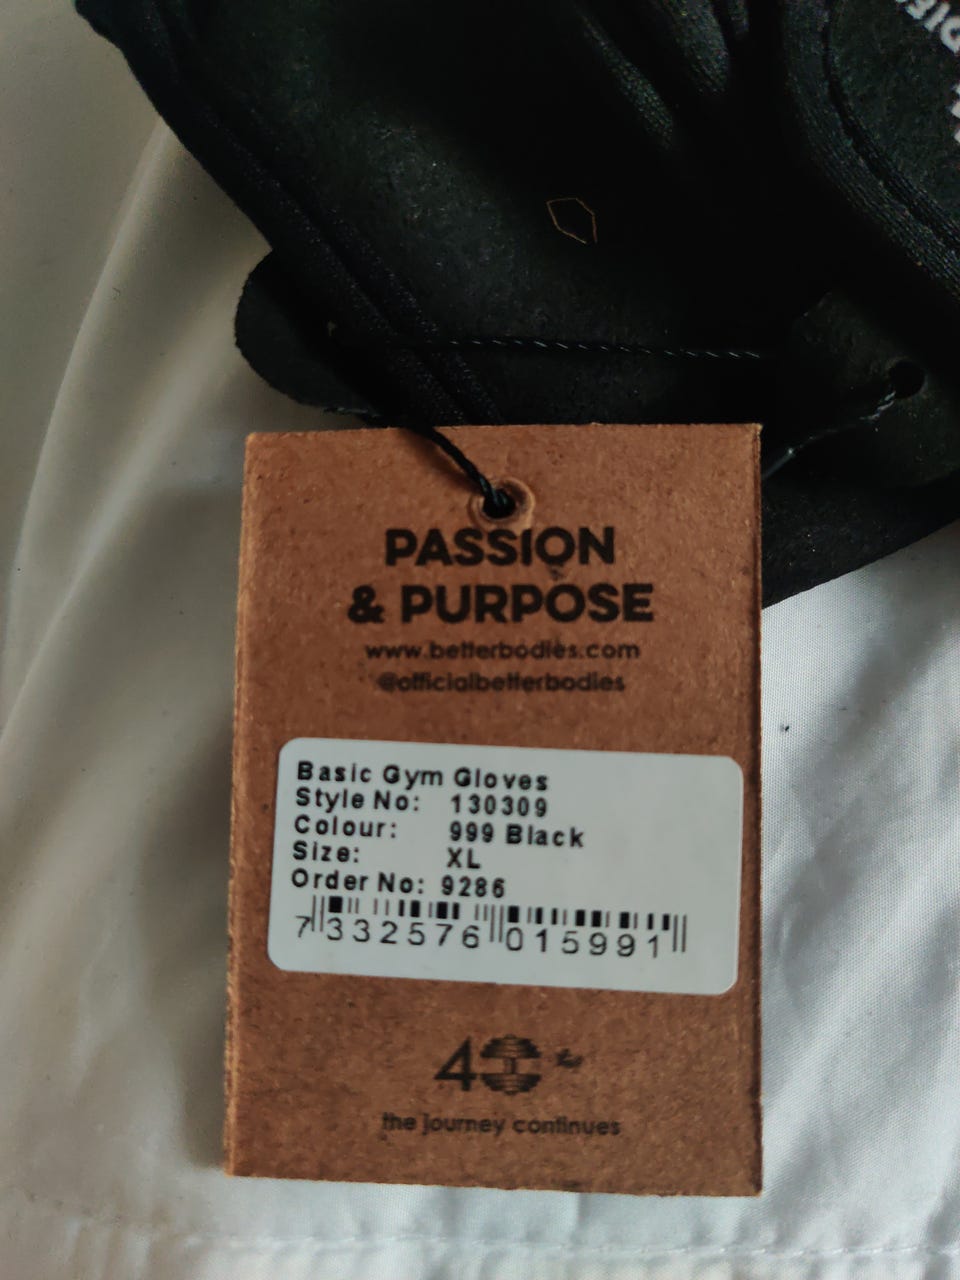 PASSION
& PURPOSE
www.betterbodies.com
@officialbetterbodies
Basic Gym Gloves
Style No: 130309
Colour: 999 Black
Size: XL
Order No: 9286
7 332576 015991
40
the journey continues